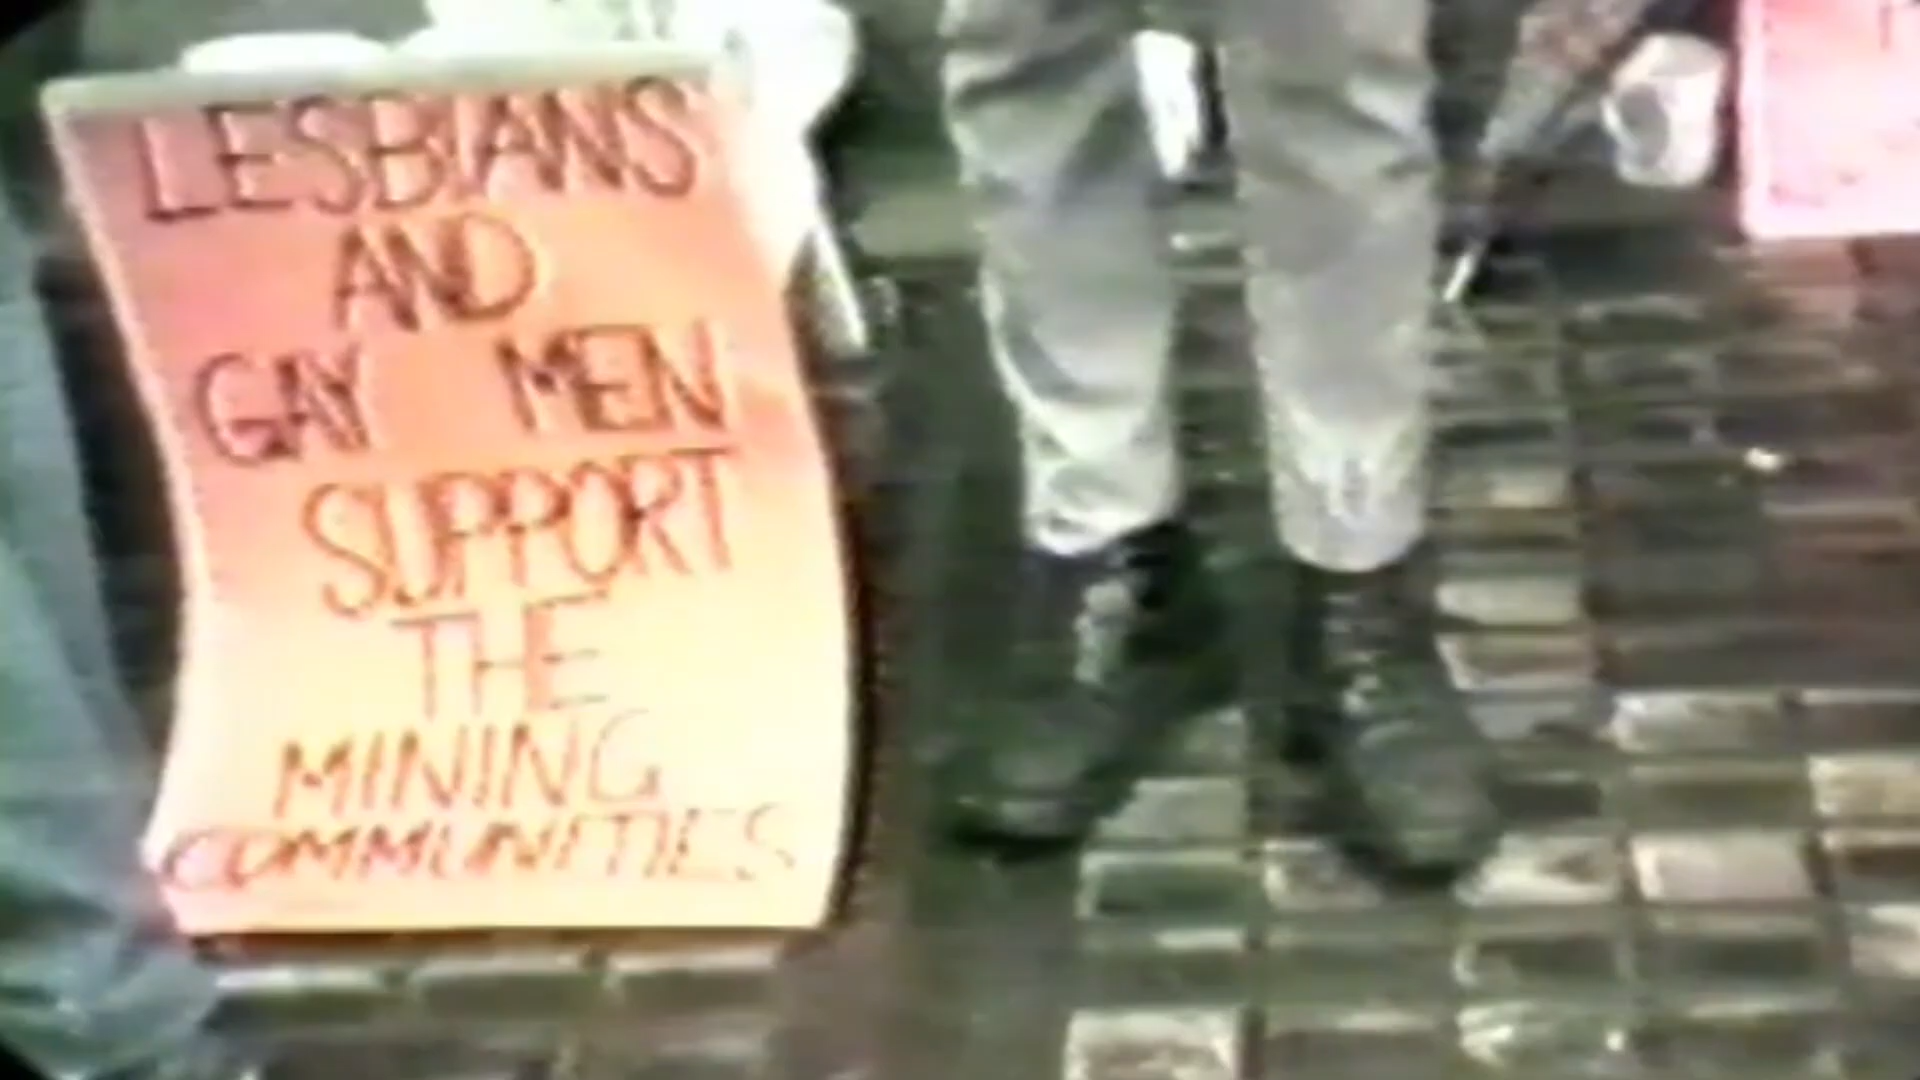 LESBIANS
AND
GAY MEN
SUPPORT
THE
MINING
COMMUNITIES